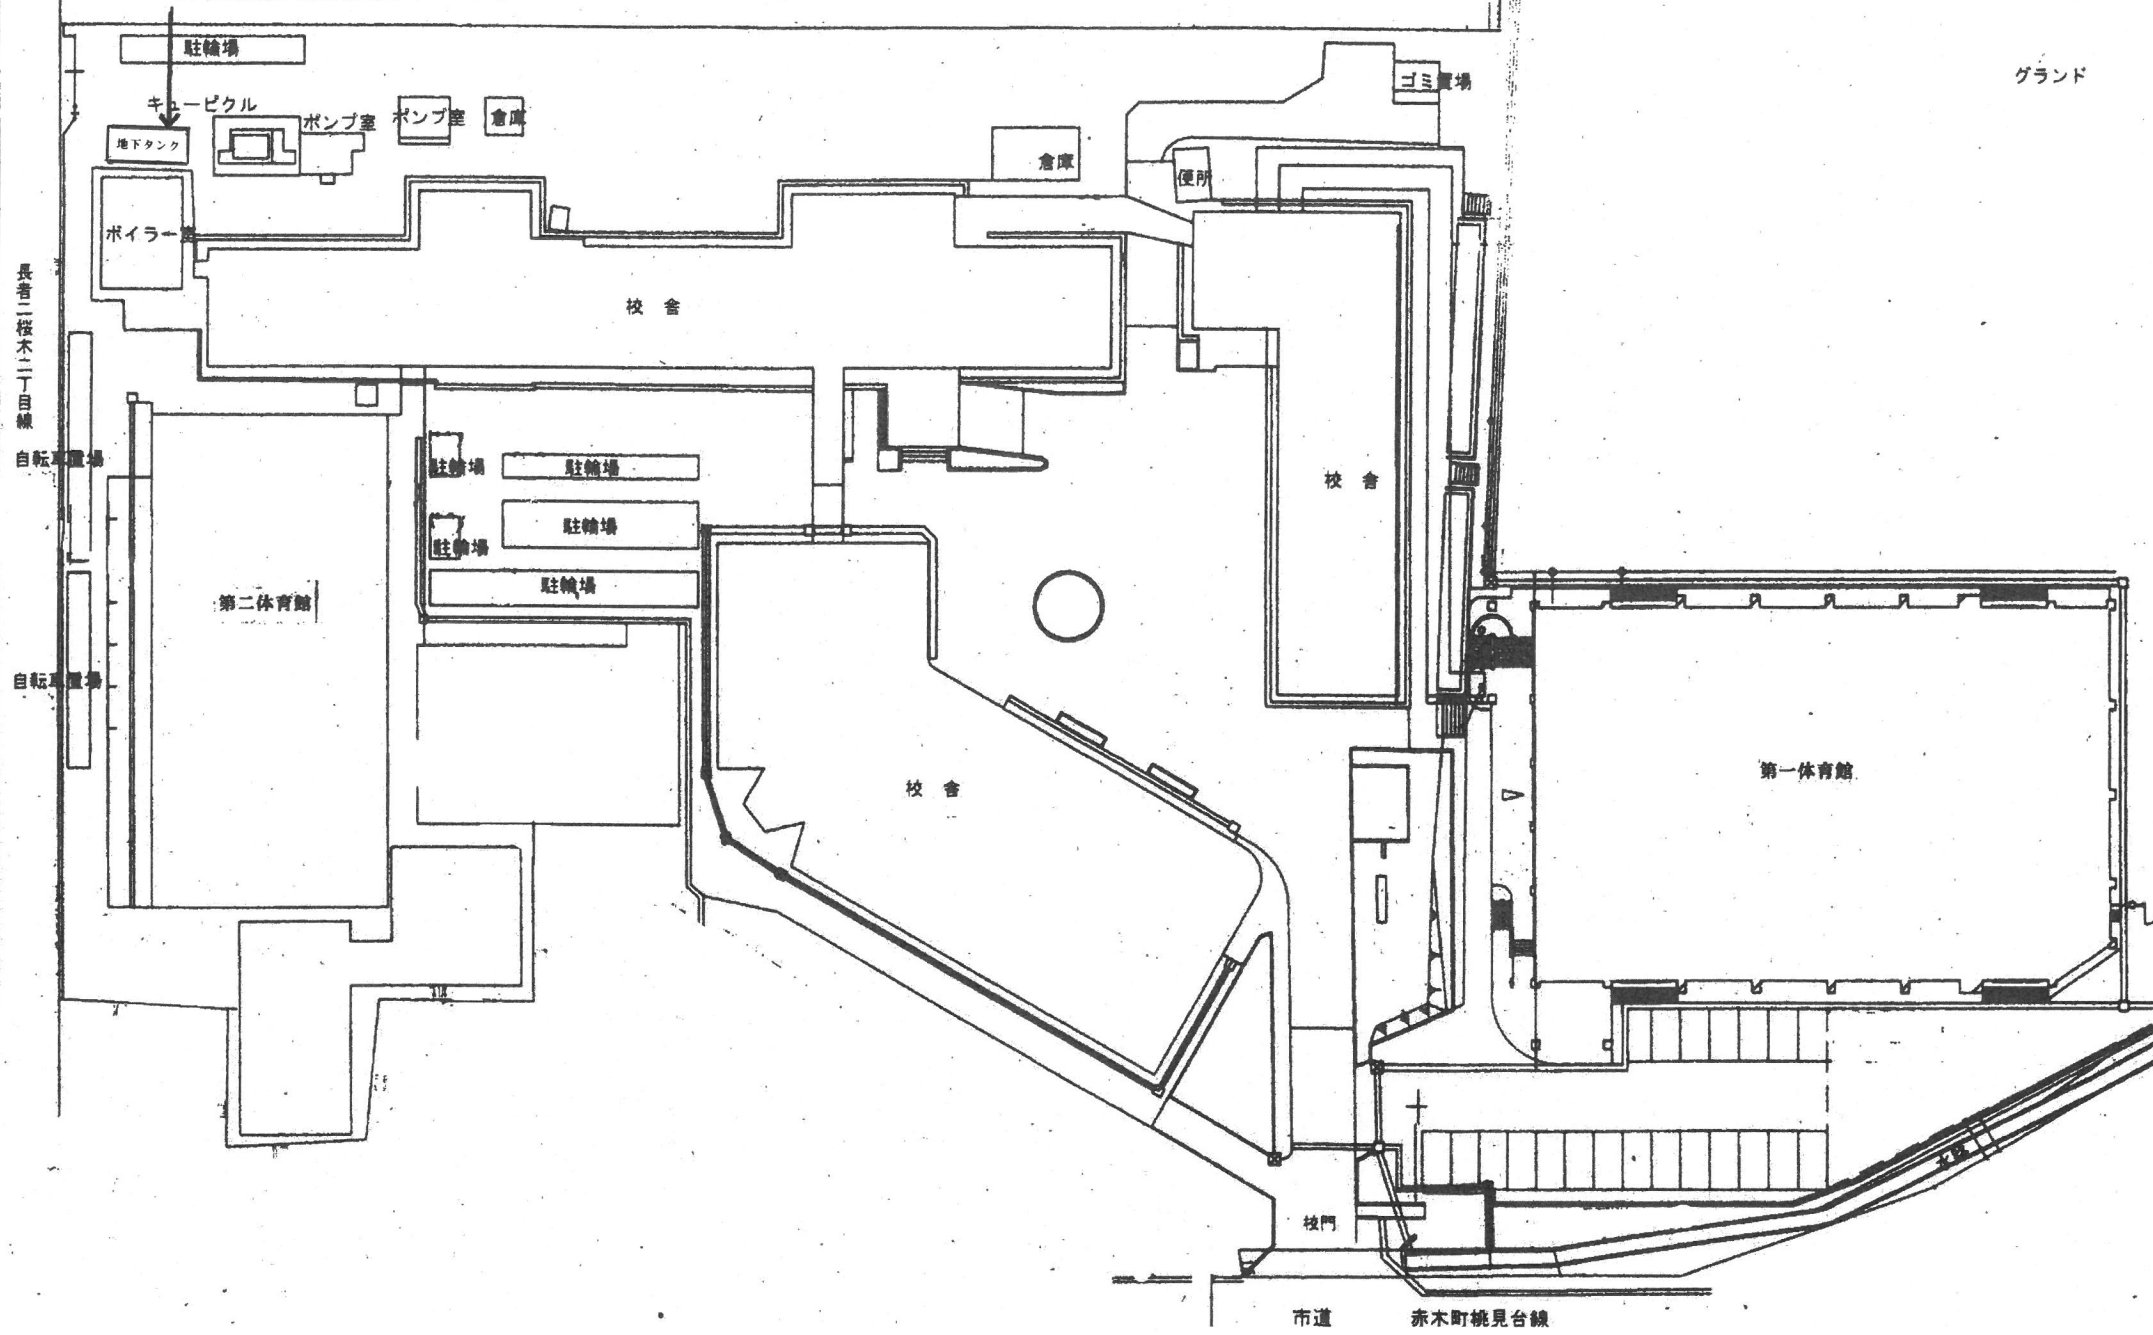 駐輪場
グランド
ゴミ置場
キュービクル
ポンプ室
ポンプ室
倉庫
地下タンク
倉庫
便所
ボイラー室
校舎
長者二桜木二丁目線
自転車置場
駐輪場
駐輪場
校舎
駐輪場
駐輪場
駐輪場
第二体育館
自転車置場
校舎
第一体育館
水路
校門
市道 赤木町桃見台線